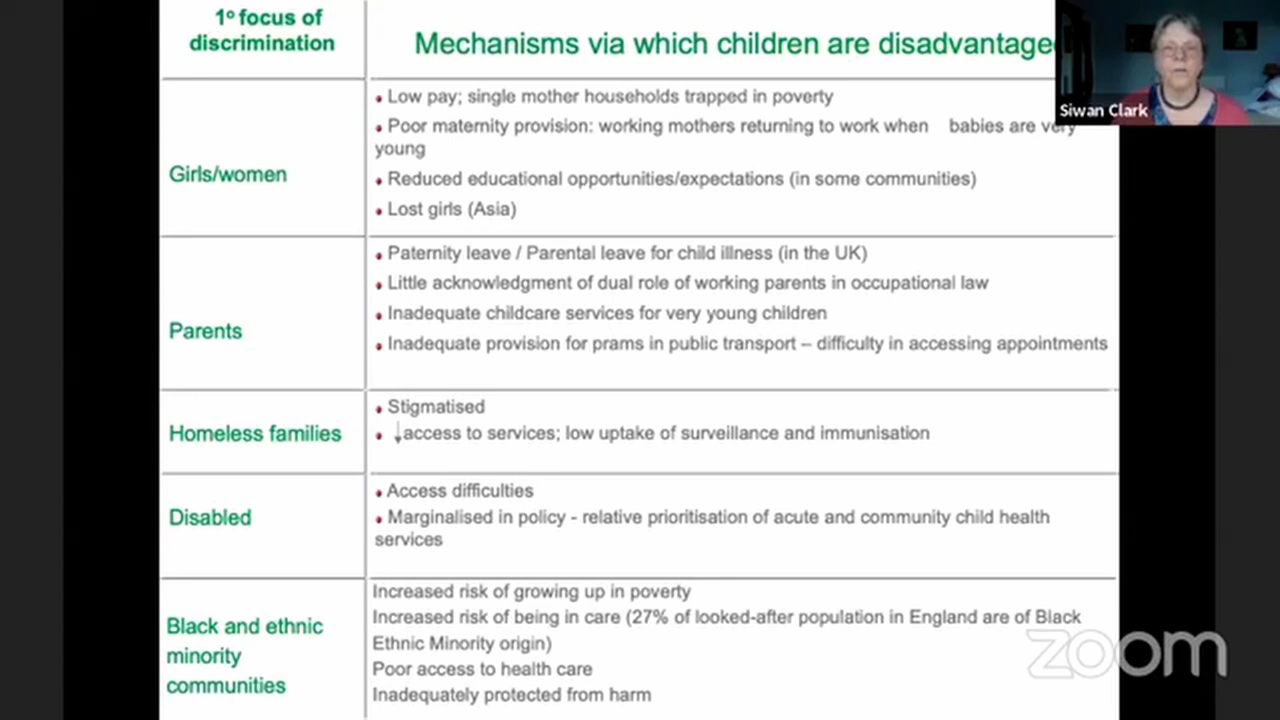 1º focus of
discrimination
Mechanisms via which children are disadvantage
Siwan Clark
Girls/women
• Low pay; single mother households trapped in poverty
• Poor maternity provision: working mothers returning to work when babies are very
young
• Reduced educational opportunities/expectations (in some communities)
• Lost girls (Asia)
Parents
• Paternity leave / Parental leave for child illness (in the UK)
• Little acknowledgment of dual role of working parents in occupational law
• Inadequate childcare services for very young children
• Inadequate provision for prams in public transport – difficulty in accessing appointments
Homeless families
• Stigmatised
• ↓access to services; low uptake of surveillance and immunisation
Disabled
• Access difficulties
• Marginalised in policy - relative prioritisation of acute and community child health
services
Black and ethnic
minority
communities
Increased risk of growing up in poverty
Increased risk of being in care (27% of looked-after population in England are of Black
Ethnic Minority origin)
Poor access to health care
Inadequately protected from harm
zoom